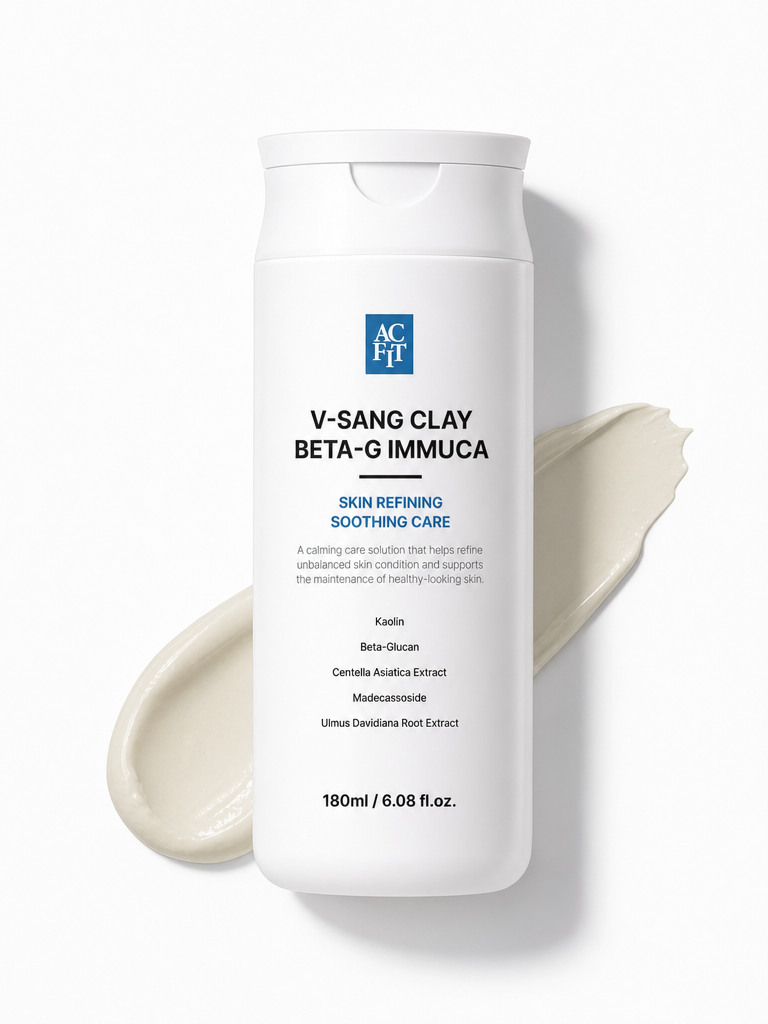 AC
FIT
V-SANG CLAY
BETA-G IMMUCA
SKIN REFINING
SOOTHING CARE
A calming care solution that helps refine
unbalanced skin condition and supports
the maintenance of healthy-looking skin.
Kaolin
Beta-Glucan
Centella Asiatica Extract
Madecassoside
Ulmus Davidiana Root Extract
180ml / 6.08 fl.oz.